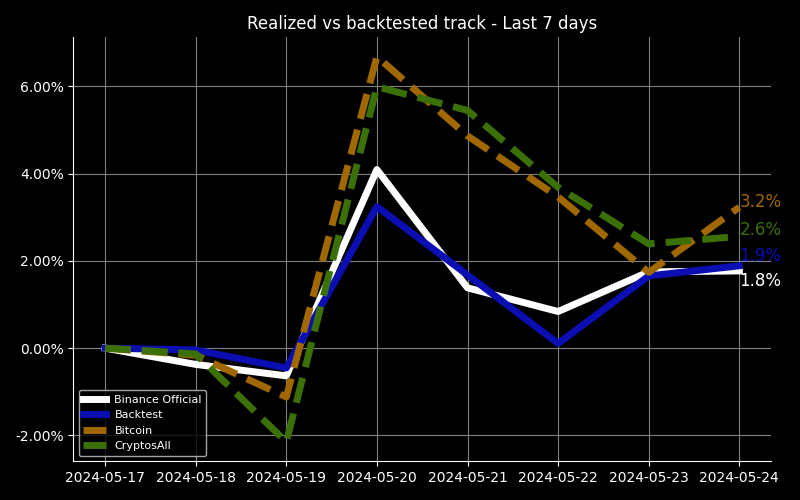 Realized vs backtested track - Last 7 days
6.00%
4.00%
2.00%
0.00%
-2.00%
3.2%
2.6%
1.9%
1.8%
Binance Official
Backtest
Bitcoin
CryptosAll
2024-05-17 2024-05-18 2024-05-19 2024-05-20 2024-05-21 2024-05-22 2024-05-23 2024-05-24